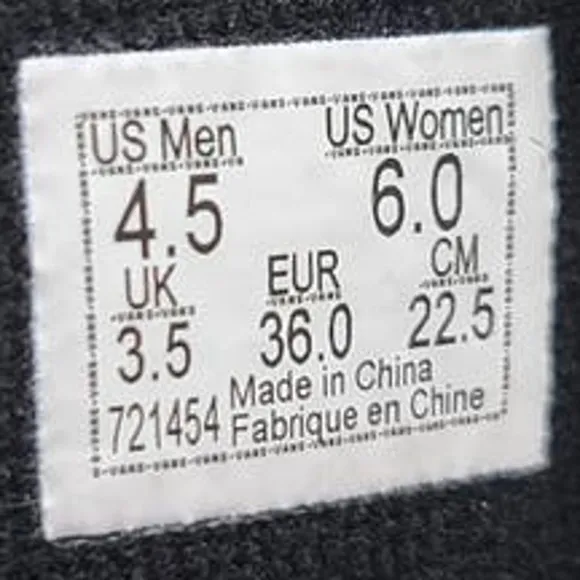 US Men US Women
4.5 6.0
UK EUR CM
3.5 36.0 22.5
721454 Made in China
Fabrique en Chine